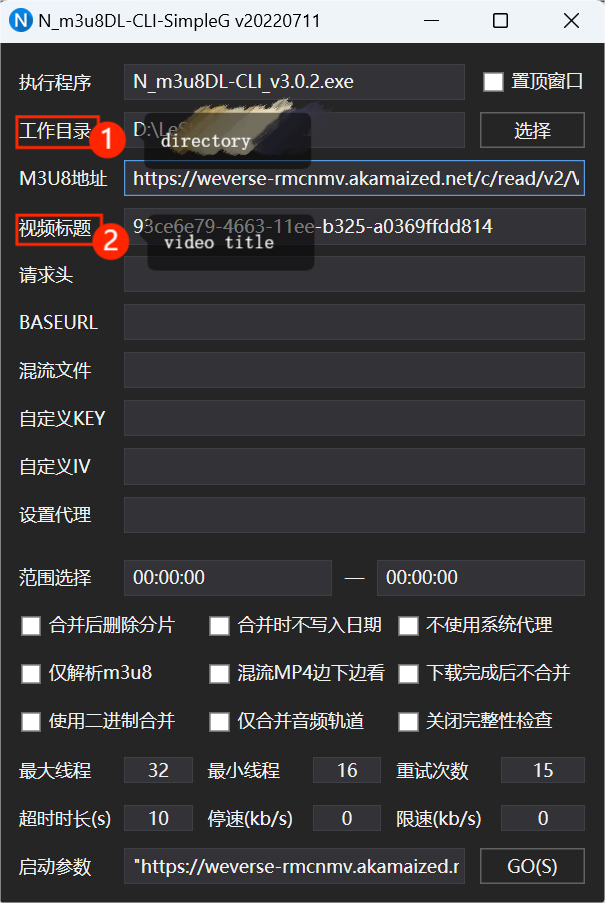 N_m3u8DL-CLI-SimpleG v20220711
执行程序 N_m3u8DL-CLI_v3.0.2.exe 置顶窗口
工作目录 1 D:\LeS 选择
directory
M3U8地址 https://weverse-rmcnmv.akamaized.net/c/read/v2/
视频标题 2 93ce6e79-4663-11ee-b325-a0369ffdd814
video title
请求头
BASEURL
混流文件
自定义KEY
自定义IV
设置代理
范围选择 00:00:00 — 00:00:00
合并后删除分片 合并时不写入日期 不使用系统代理
仅解析m3u8 混流MP4边下边看 下载完成后不合并
使用二进制合并 仅合并音频轨道 关闭完整性检查
最大线程 32 最小线程 16 重试次数 15
超时时长(s) 10 停速(kb/s) 0 限速(kb/s) 0
启动参数 "https://weverse-rmcnmv.akamaized.r GO(S)